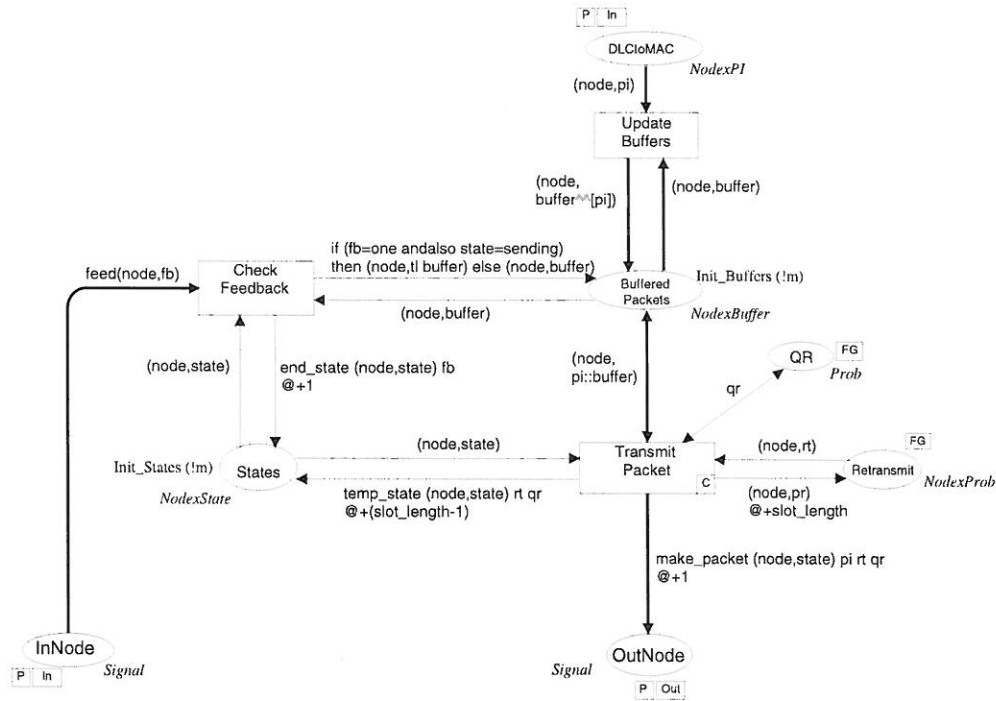 P In
DLCtoMAC
NodexPI
(node,pi)
Update
Buffers
(node,
buffer^^[pi])
(node,buffer)
if (fb=one andalso state=sending)
then (node,tl buffer) else (node,buffer)
feed(node,fb)
Check
Feedback
(node,buffer)
Buffered
Packets
Init_Buffers (!m)
NodexBuffer
(node,state)
end_state (node,state) fb
@+1
(node,
pi::buffer)
QR
FG
Prob
qr
Init_States (!m)
States
NodexState
(node,state)
temp_state (node,state) rt qr
@+(slot_length-1)
Transmit
Packet
C
(node,rt)
(node,pr)
@+slot_length
FG
Retransmit
NodexProb
make_packet (node,state) pi rt qr
@+1
InNode
Signal
P In
Signal
OutNode
P Out